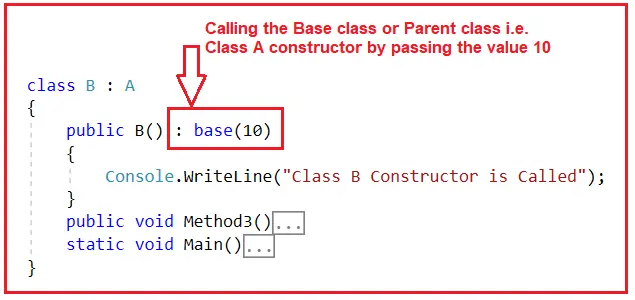 Calling the Base class or Parent class i.e.
Class A constructor by passing the value 10
class B : A
{
public B() : base(10)
{
Console.WriteLine("Class B Constructor is Called");
}
public void Method3()...
static void Main()...
}